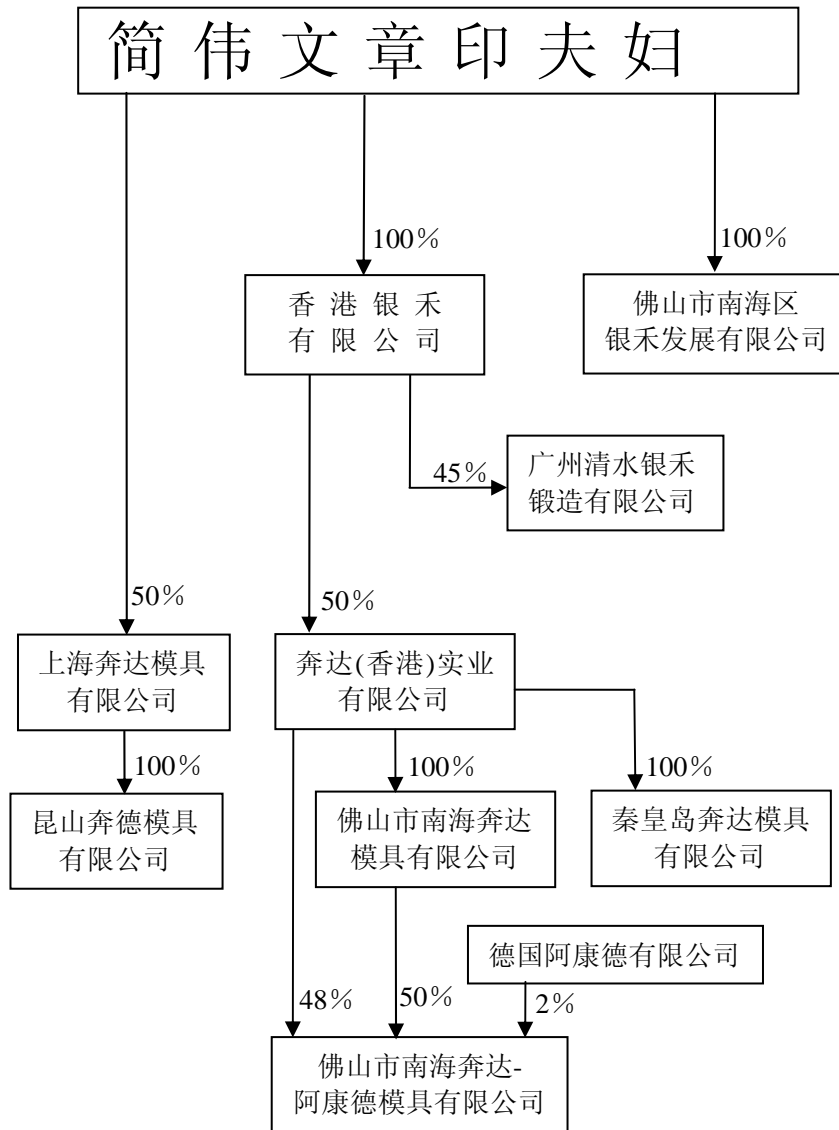 简伟文章印夫妇
100%
100%
香港银禾
有限公司
佛山市南海区
银禾发展有限公司
45%
广州清水银禾
锻造有限公司
50%
50%
上海奔达模具
有限公司
奔达(香港)实业
有限公司
100%
100%
100%
昆山奔德模具
有限公司
佛山市南海奔达
模具有限公司
秦皇岛奔达模具
有限公司
德国阿康德有限公司
48%
50%
2%
佛山市南海奔达-
阿康德模具有限公司